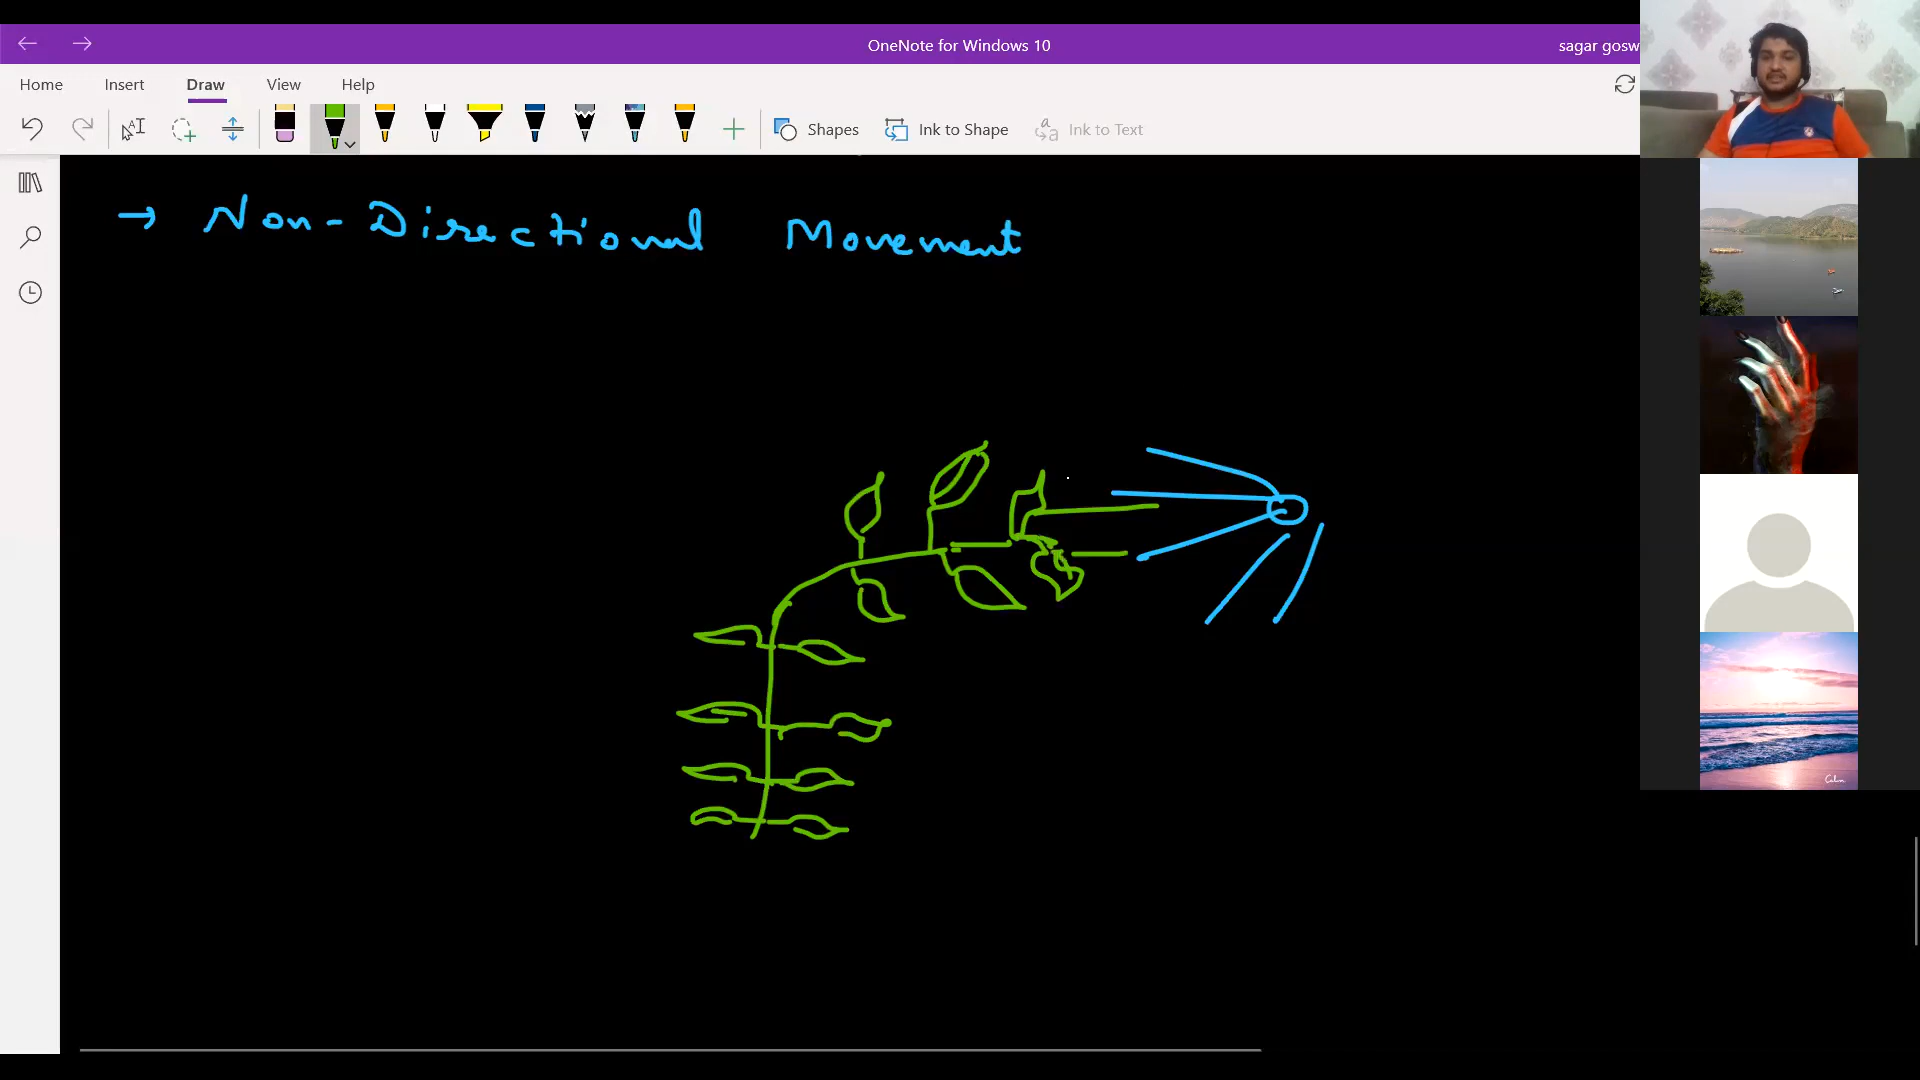 OneNote for Windows 10
sagar gosw
Home Insert Draw View Help
Shapes Ink to Shape Ink to Text
→ Non-Directional Movement
Calm